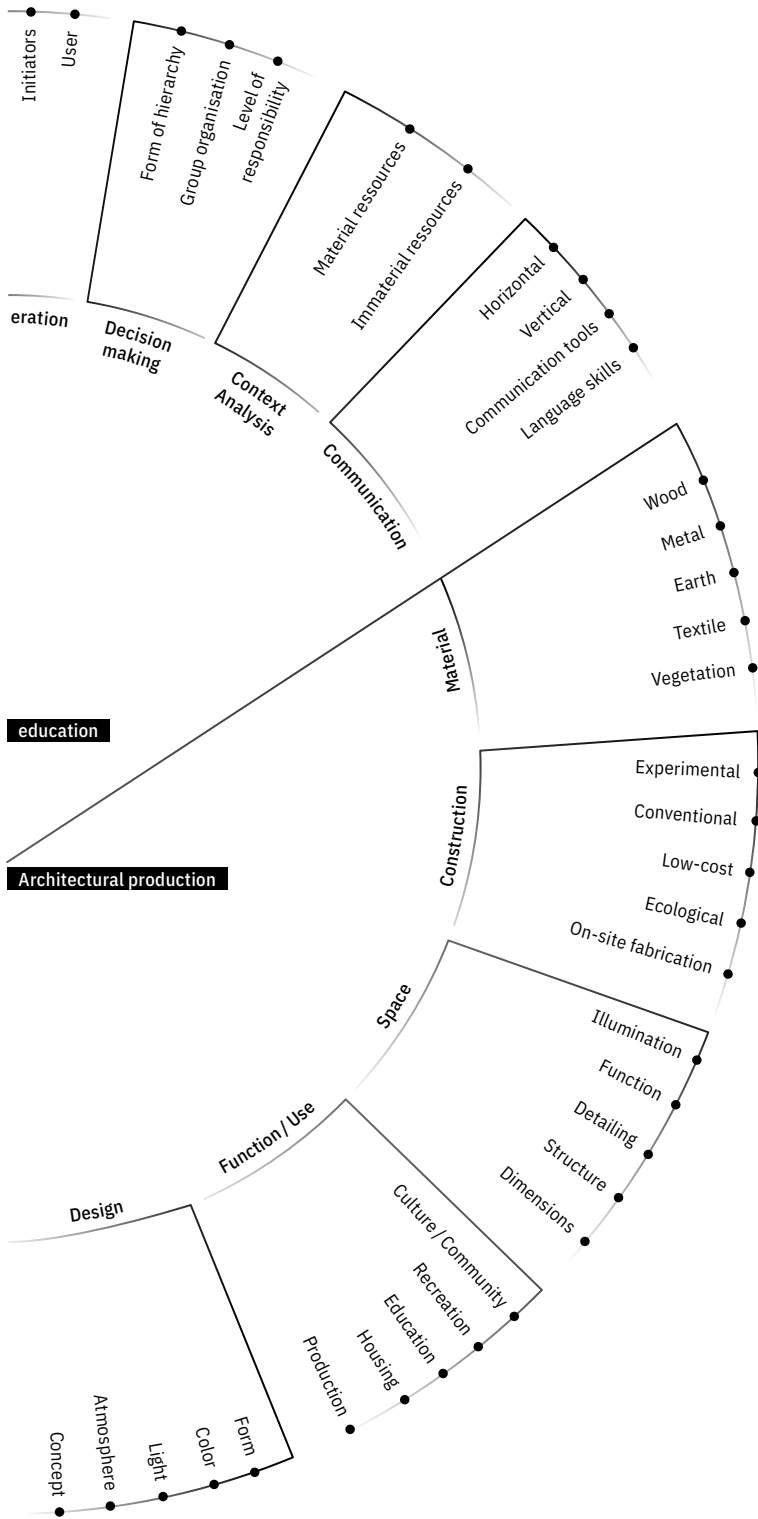 Initiators
User
Form of hierarchy
Group organisation
Level of
responsibility
Material ressources
Immaterial ressources
Horizontal
Vertical
Communication tools
Language skills
eration
Decision
making
Context
Analysis
Communication
Wood
Metal
Earth
Textile
Vegetation
Material
education
Architectural production
Experimental
Conventional
Low-cost
Ecological
On-site fabrication
Construction
Illumination
Function
Detailing
Structure
Dimensions
Space
Function / Use
Culture / Community
Recreation
Education
Housing
Production
Design
Form
Color
Light
Atmosphere
Concept